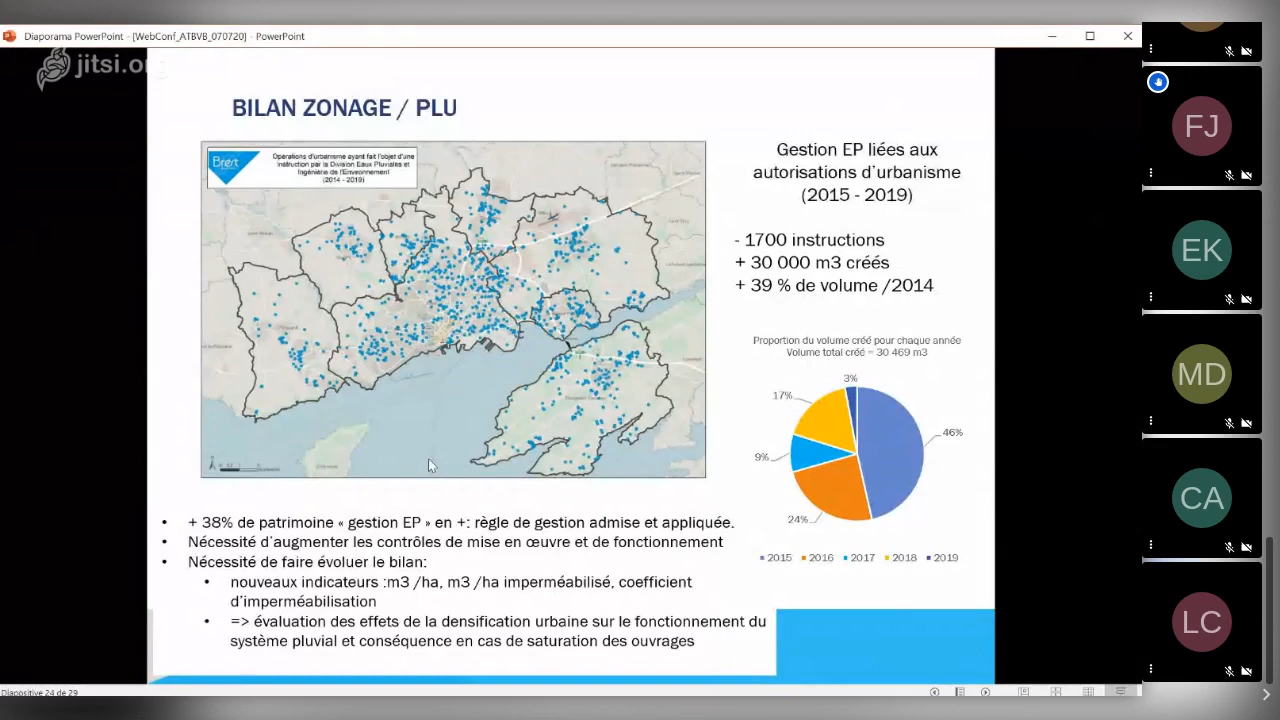 Diaporama PowerPoint - [WebConf_ATBVB_070720] - PowerPoint
jitsi.org
BILAN ZONAGE / PLU
Brest
Opérations d'urbanisme ayant fait l'objet d'une
instruction par la Division Eaux Pluviales et
Ingénierie de l'Environnement
(2014 - 2019)
Gestion EP liées aux
autorisations d'urbanisme
(2015 - 2019)
- 1700 instructions
+ 30 000 m3 créés
+ 39 % de volume /2014
Proportion du volume créé pour chaque année
Volume total créé = 30 469 m3
3%
17%
46%
9%
24%
2015 2016 2017 2018 2019
• + 38% de patrimoine « gestion EP » en +: règle de gestion admise et appliquée.
• Nécessité d'augmenter les contrôles de mise en œuvre et de fonctionnement
• Nécessité de faire évoluer le bilan:
• nouveaux indicateurs :m3 /ha, m3 /ha imperméabilisé, coefficient
d'imperméabilisation
• => évaluation des effets de la densification urbaine sur le fonctionnement du
système pluvial et conséquence en cas de saturation des ouvrages
Diapositive 24 de 29
FJ
EK
MD
CA
LC